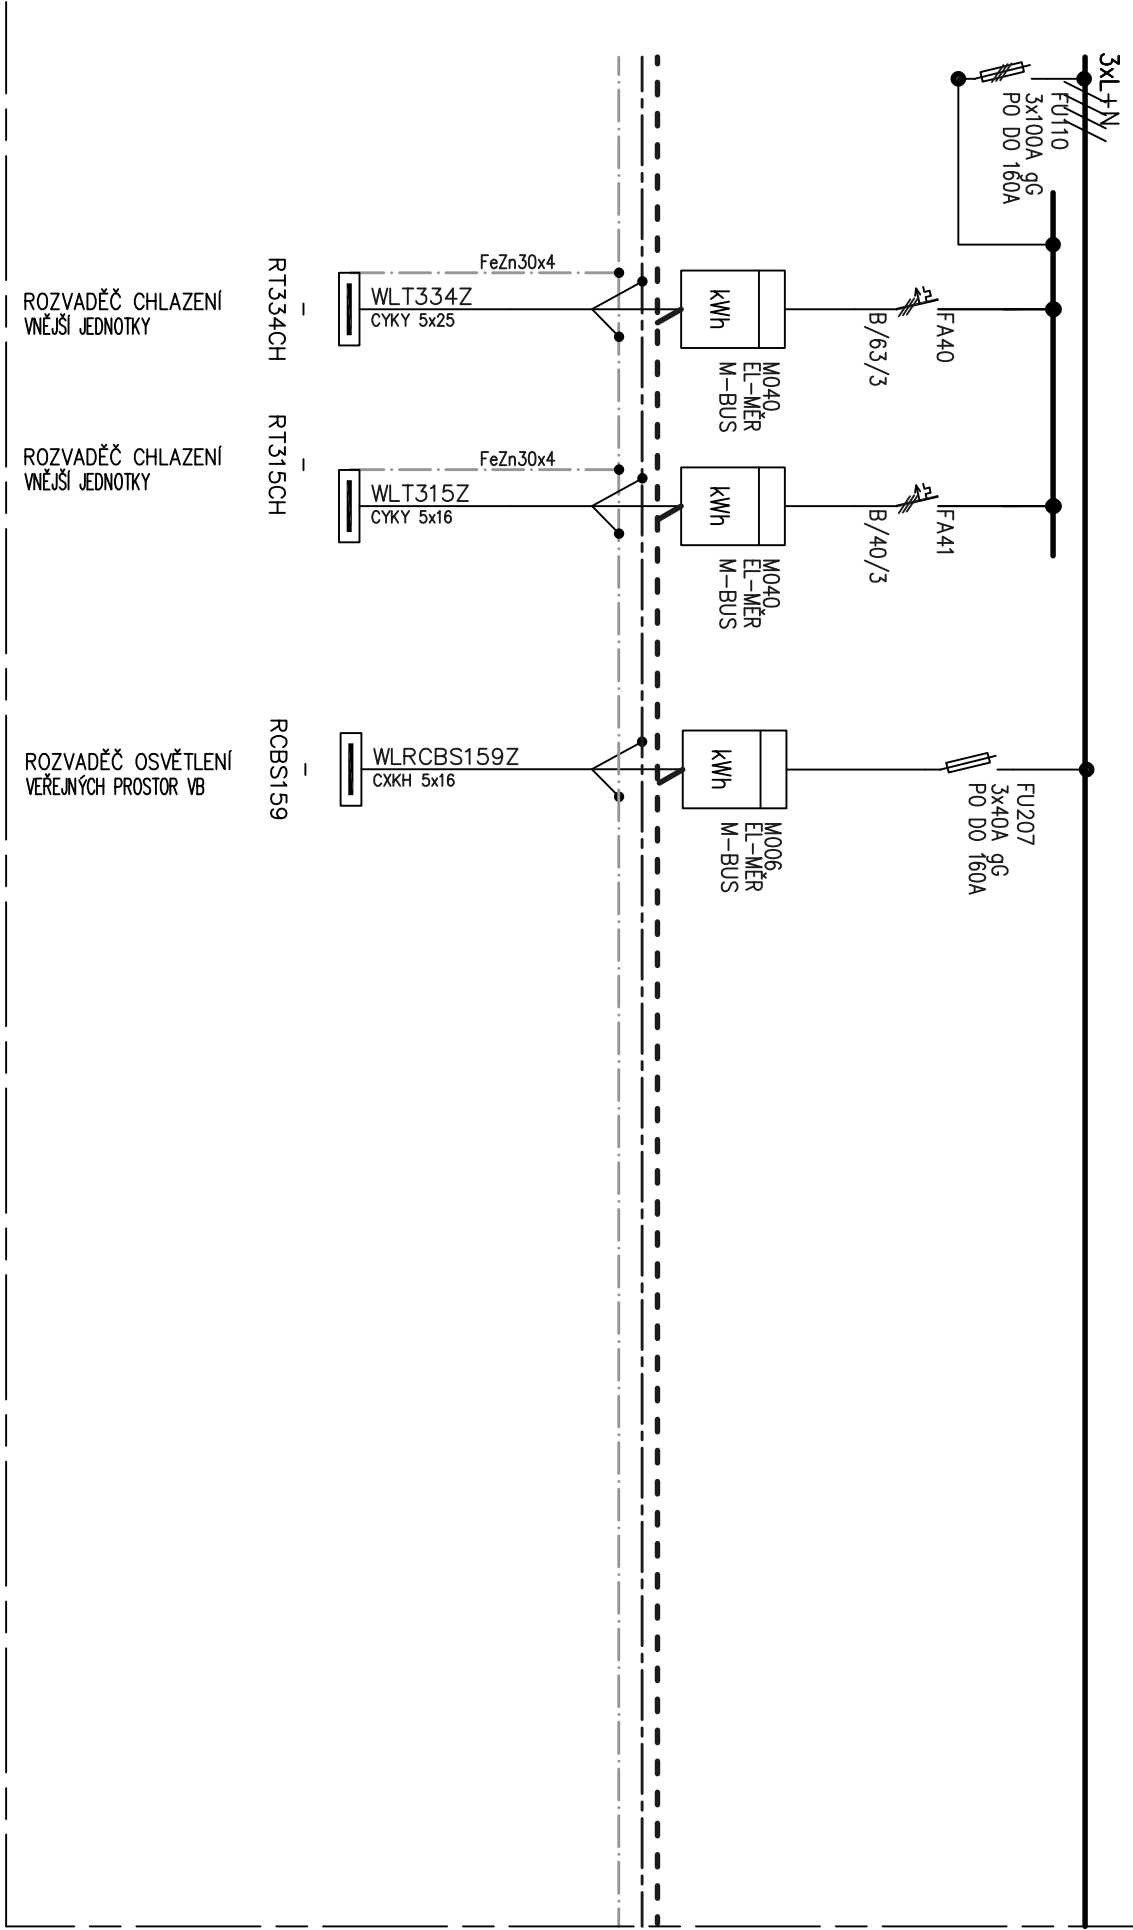 3xL+N
FU110
3x100A gG
PO DO 160A
FeZn30x4
WLT334Z
CYKY 5x25
RT334CH
-
ROZVADĚČ CHLAZENÍ
VNĚJŠÍ JEDNOTKY
kWh
M040
EL-MĚR
M-BUS
FA40
B/63/3
FeZn30x4
WLT315Z
CYKY 5x16
RT315CH
-
ROZVADĚČ CHLAZENÍ
VNĚJŠÍ JEDNOTKY
kWh
M040
EL-MĚR
M-BUS
FA41
B/40/3
WLRCBS159Z
CXKH 5x16
RCBS159
-
ROZVADĚČ OSVĚTLENÍ
VEŘEJNÝCH PROSTOR VB
kWh
M006
EL-MĚR
M-BUS
FU207
3x40A gG
PO DO 160A